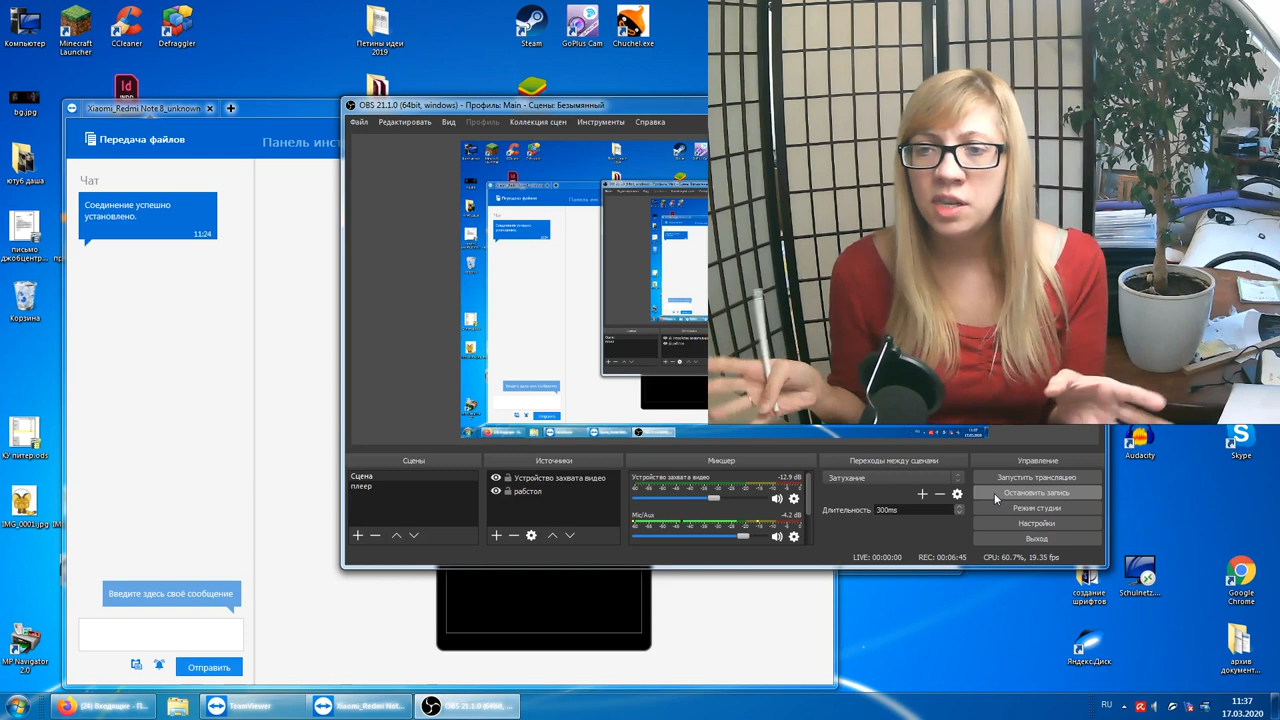 Компьютер
Minecraft
Launcher
CCleaner
Defraggler
Петины идеи
2019
Steam
GoPlus Cam
Chuchel.exe
bg.jpg
ютуб даша
письмо
джобцентр...
Корзина
КУ питер.ods
IMG_0001.jpg
MP Navigator
2.0
Xiaomi_Redmi Note 8_unknown
Передача файлов
Панель инст
Чат
Соединение успешно
установлено.
11:24
Введите здесь своё сообщение
Отправить
OBS 21.1.0 (64bit, windows) - Профиль: Main - Сцены: Безымянный
Файл Редактировать Вид Профиль Коллекция сцен Инструменты Справка
Сцены
Сцена
плеер
Источники
Устройство захвата видео
рабстол
Микшер
Устройство захвата видео -12.9 dB
Mic/Aux -4.2 dB
Переходы между сценами
Затухание
Длительность 300ms
Управление
Запустить трансляцию
Остановить запись
Режим студии
Настройки
Выход
LIVE: 00:00:00 REC: 00:06:45 CPU: 60.7%, 19.35 fps
Audacity
Skype
создание
шрифтов
Schulnetz....
Google
Chrome
Яндекс.Диск
архив
документ...
(24) Входящие - П...
TeamViewer
Xiaomi_Redmi Not...
OBS 21.1.0 (64bit, ...
RU
11:37
17.03.2020